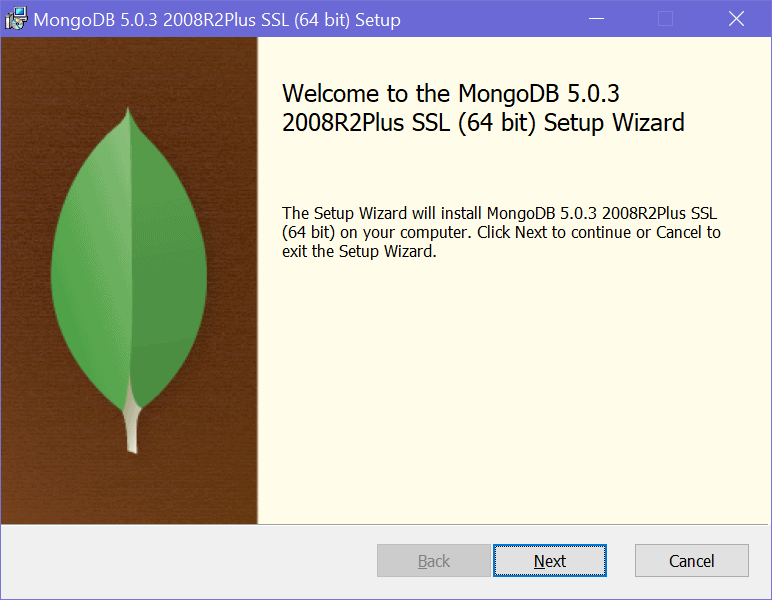 MongoDB 5.0.3 2008R2Plus SSL (64 bit) Setup
Welcome to the MongoDB 5.0.3
2008R2Plus SSL (64 bit) Setup Wizard
The Setup Wizard will install MongoDB 5.0.3 2008R2Plus SSL
(64 bit) on your computer. Click Next to continue or Cancel to
exit the Setup Wizard.
Back Next Cancel